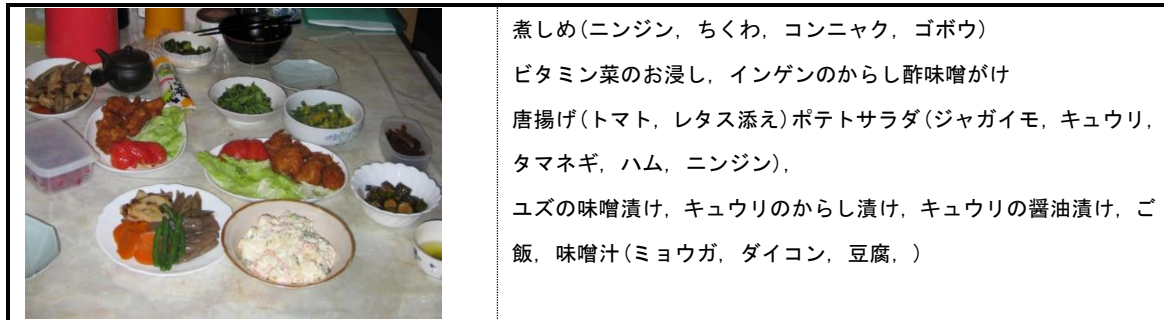 煮しめ(ニンジン, ちくわ, コンニャク, ゴボウ)
ビタミン菜のお浸し, インゲンのからし酢味噌がけ
唐揚げ(トマト, レタス添え)ポテトサラダ(ジャガイモ, キュウリ,
タマネギ, ハム, ニンジン),
ユズの味噌漬け, キュウリのからし漬け, キュウリの醤油漬け, ご
飯, 味噌汁(ミョウガ, ダイコン, 豆腐, )